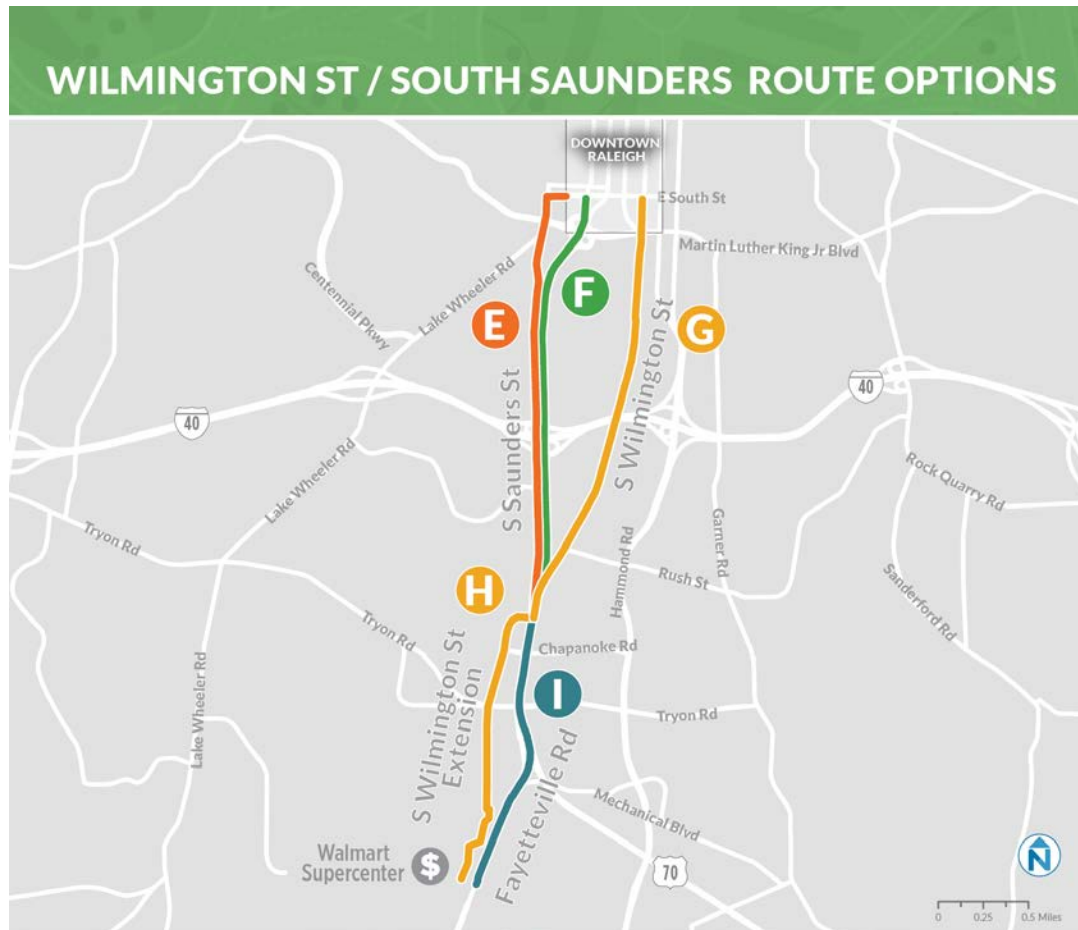 WILMINGTON ST / SOUTH SAUNDERS ROUTE OPTIONS
DOWNTOWN
RALEIGH
E South St
Martin Luther King Jr Blvd
Lake Wheeler Rd
Centennial Pkwy
F
E
G
S Saunders St
S Wilmington St
40
40
Lake Wheeler Rd
Rock Quarry Rd
Tryon Rd
Hammond Rd
Garner Rd
Rush St
Sanderford Rd
H
Tryon Rd
Chapanoke Rd
S Wilmington St
Extension
Lake Wheeler Rd
I
Tryon Rd
Fayetteville Rd
Mechanical Blvd
Walmart
Supercenter
$
70
N
0 0.25 0.5 Miles